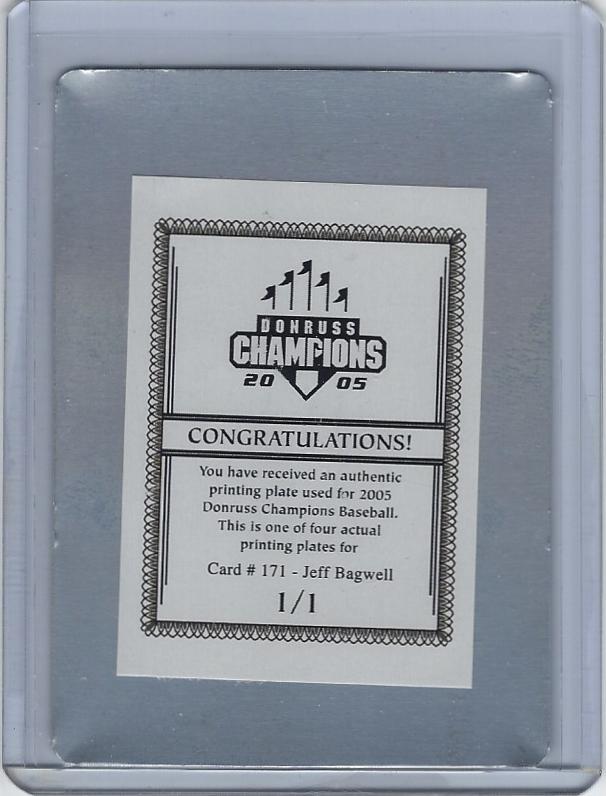 DONRUSS
CHAMPIONS
20 05
CONGRATULATIONS!
You have received an authentic
printing plate used for 2005
Donruss Champions Baseball.
This is one of four actual
printing plates for
Card # 171 - Jeff Bagwell
1/1